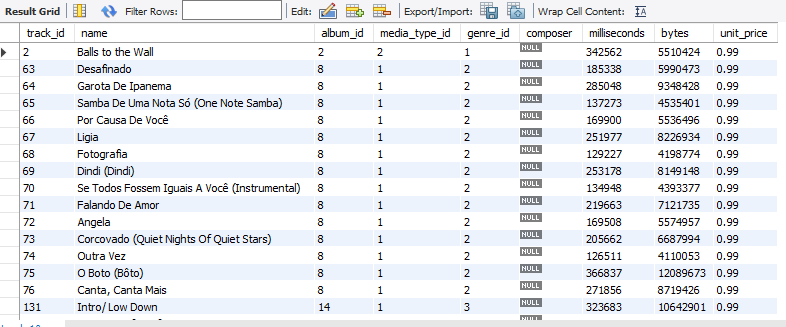 Result Grid Filter Rows: Edit: Export/Import: Wrap Cell Content:
track_id name album_id media_type_id genre_id composer milliseconds bytes unit_price
2 Balls to the Wall 2 2 1 NULL 342562 5510424 0.99
63 Desafinado 8 1 2 NULL 185338 5990473 0.99
64 Garota De Ipanema 8 1 2 NULL 285048 9348428 0.99
65 Samba De Uma Nota Só (One Note Samba) 8 1 2 NULL 137273 4535401 0.99
66 Por Causa De Você 8 1 2 NULL 169900 5536496 0.99
67 Ligia 8 1 2 NULL 251977 8226934 0.99
68 Fotografia 8 1 2 NULL 129227 4198774 0.99
69 Dindi (Dindi) 8 1 2 NULL 253178 8149148 0.99
70 Se Todos Fossem Iguais A Você (Instrumental) 8 1 2 NULL 134948 4393377 0.99
71 Falando De Amor 8 1 2 NULL 219663 7121735 0.99
72 Angela 8 1 2 NULL 169508 5574957 0.99
73 Corcovado (Quiet Nights Of Quiet Stars) 8 1 2 NULL 205662 6687994 0.99
74 Outra Vez 8 1 2 NULL 126511 4110053 0.99
75 O Boto (Bôto) 8 1 2 NULL 366837 12089673 0.99
76 Canta, Canta Mais 8 1 2 NULL 271856 8719426 0.99
131 Intro/ Low Down 14 1 3 NULL 323683 10642901 0.99